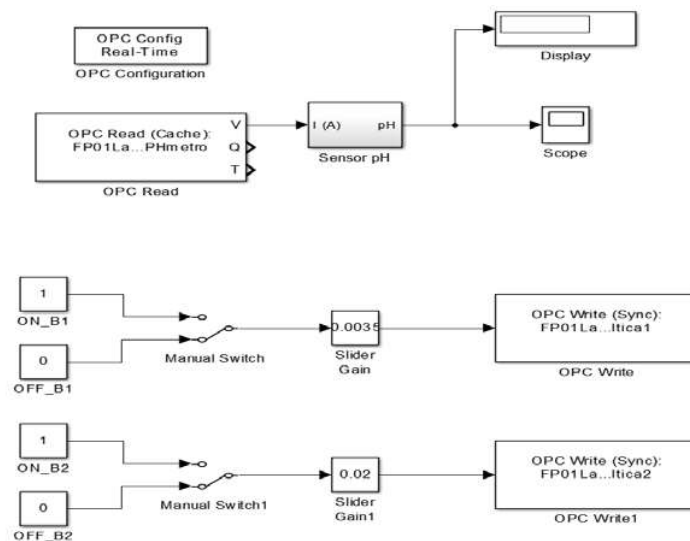 OPC Config
Real-Time
OPC Configuration
Display
OPC Read (Cache):
FP01La...PHmetro
V
Q
T
OPC Read
I (A)
pH
Sensor pH
Scope
1
ON_B1
0
OFF_B1
Manual Switch
0.0035
Slider
Gain
OPC Write (Sync):
FP01La...ltica1
OPC Write
1
ON_B2
0
OFF_B2
Manual Switch1
0.02
Slider
Gain1
OPC Write (Sync):
FP01La...ltica2
OPC Write1